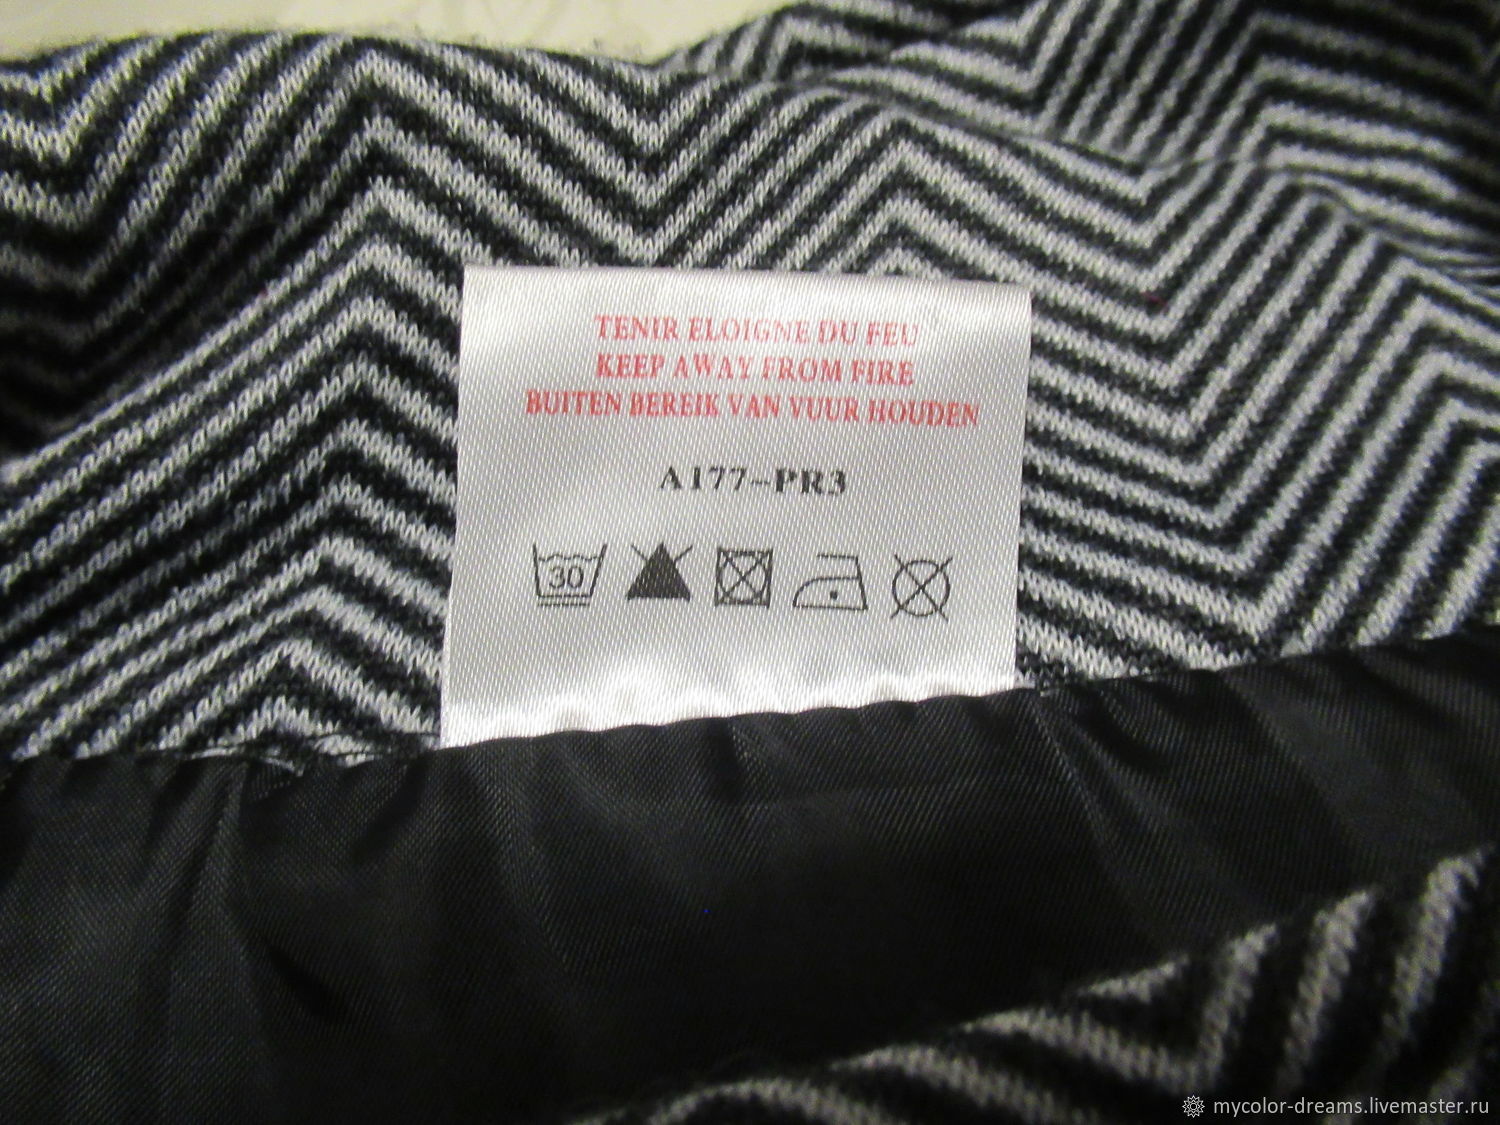 TENIR ELOIGNE DU FEU
KEEP AWAY FROM FIRE
BUITEN BEREIK VAN VUUR HOUDEN
A177-PR3
30
mycolor-dreams.livemaster.ru